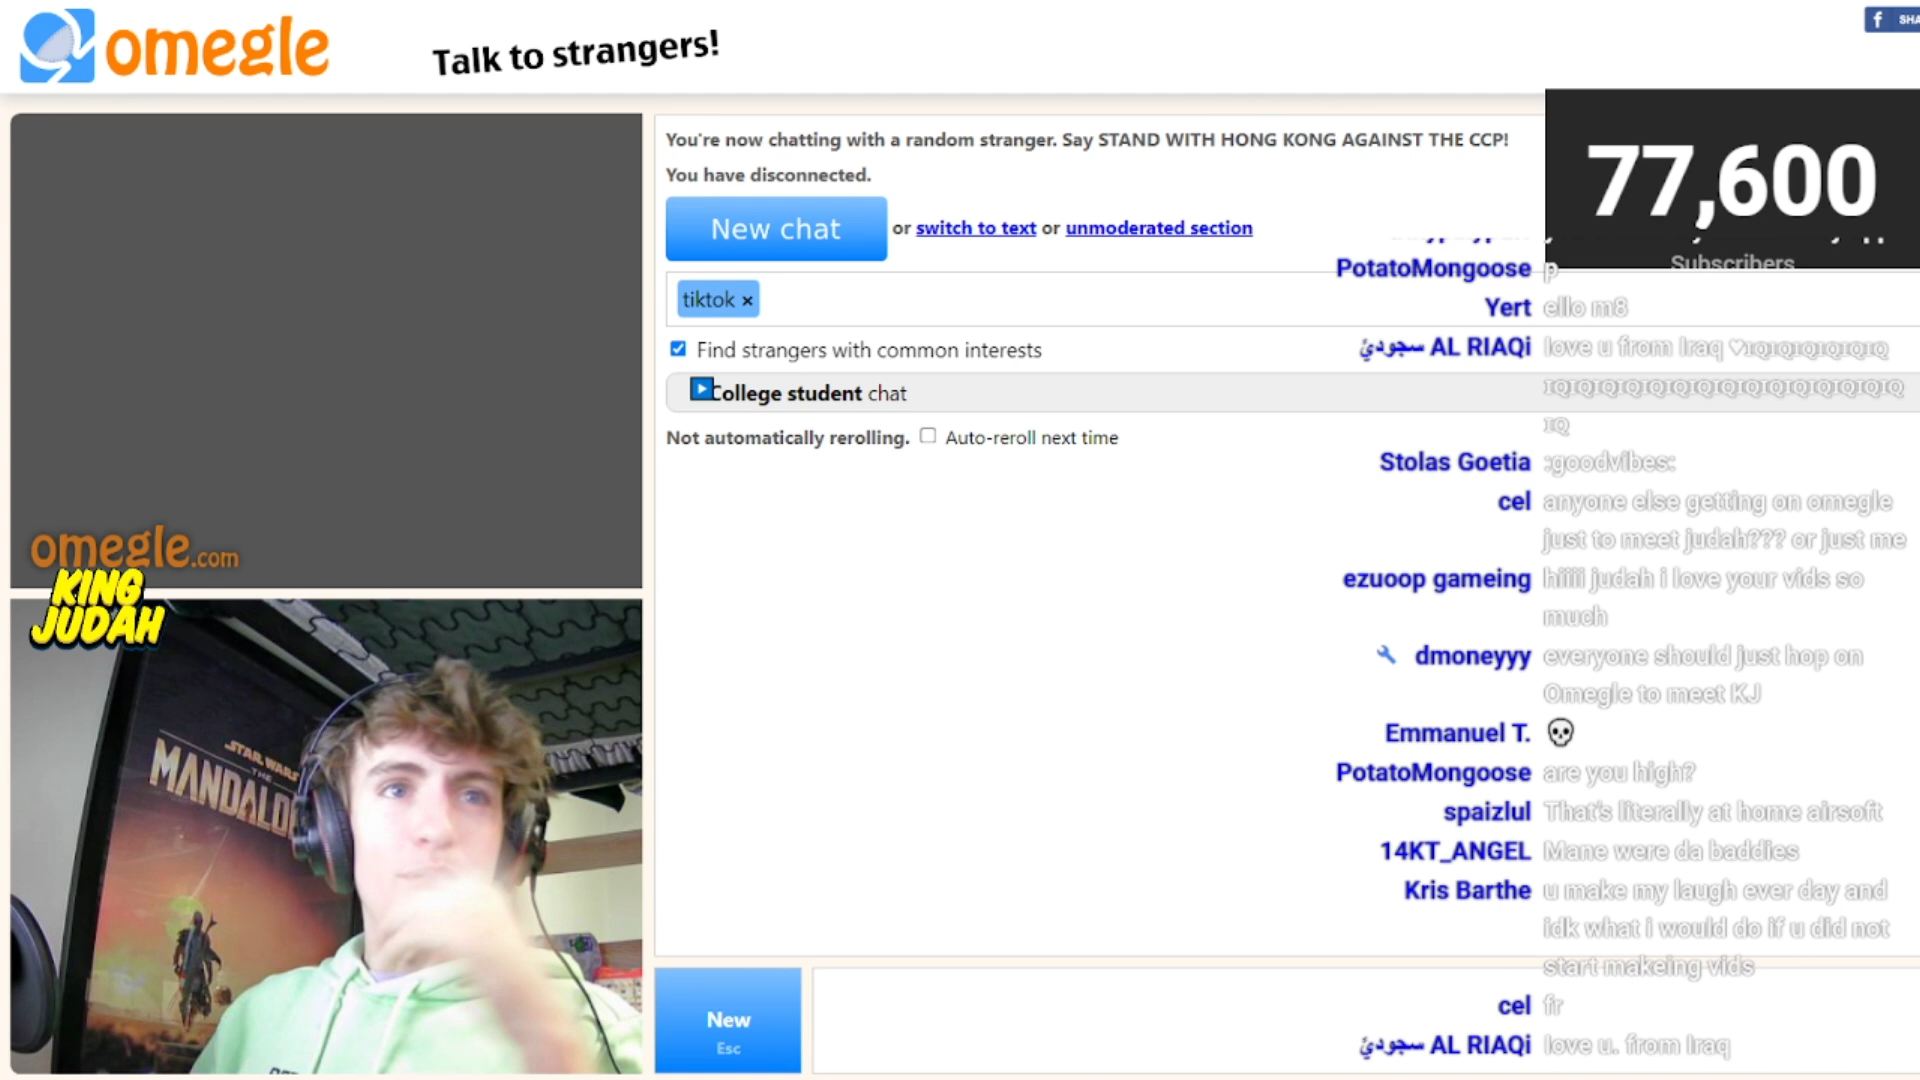 omegle
Talk to strangers!
f SHA
You're now chatting with a random stranger. Say STAND WITH HONG KONG AGAINST THE CCP!
You have disconnected.
New chat or switch to text or unmoderated section
tiktok ×
Find strangers with common interests
College student chat
Not automatically rerolling. Auto-reroll next time
77,600
Subscribers
PotatoMongoose p
Yert ello m8
سجودي AL RIAQi love u from Iraq ♡IQIQIQIQIQIQ
IQIQIQIQIQIQIQIQIQIQIQIQIQIQIQ
IQ
Stolas Goetia :goodvibes:
cel anyone else getting on omegle
just to meet judah??? or just me
ezuoop gameing hiiii judah i love your vids so
much
dmoneyyy everyone should just hop on
Omegle to meet KJ
Emmanuel T. 💀
PotatoMongoose are you high?
spaizlul That's literally at home airsoft
14KT_ANGEL Mane were da baddies
Kris Barthe u make my laugh ever day and
idk what i would do if u did not
start makeing vids
cel fr
سجودي AL RIAQi love u. from Iraq
omegle.com
KING
JUDAH
STAR WARS
THE
MANDALO
New
Esc